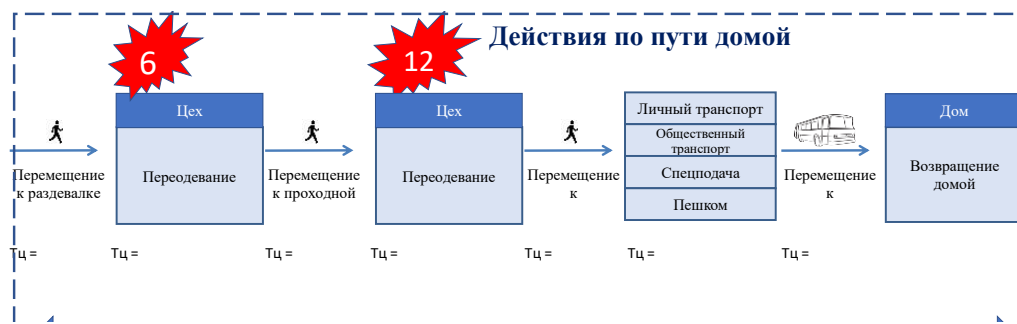 Действия по пути домой
6
12
Цех
Цех
Личный транспорт
Дом
Общественный
транспорт
Перемещение
к раздевалке
Переодевание
Перемещение
к проходной
Переодевание
Перемещение
к
Спецподача
Пешком
Перемещение
к
Возвращение
домой
Тц =
Тц =
Тц =
Тц =
Тц =
Тц =
Тц =